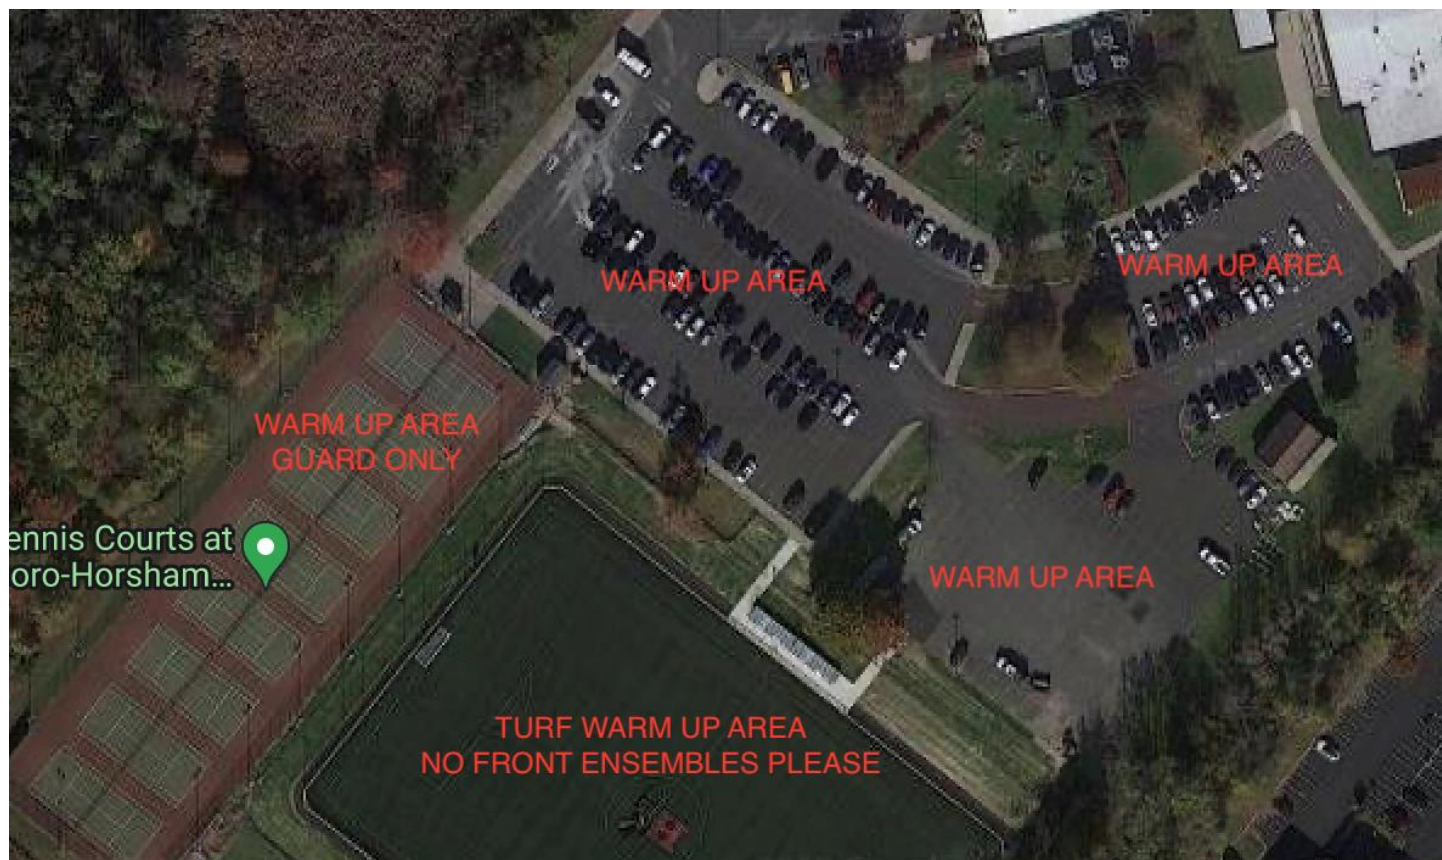 WARM UP AREA
WARM UP AREA
WARM UP AREA
GUARD ONLY
ennis Courts at
oro-Horsham...
WARM UP AREA
TURF WARM UP AREA
NO FRONT ENSEMBLES PLEASE